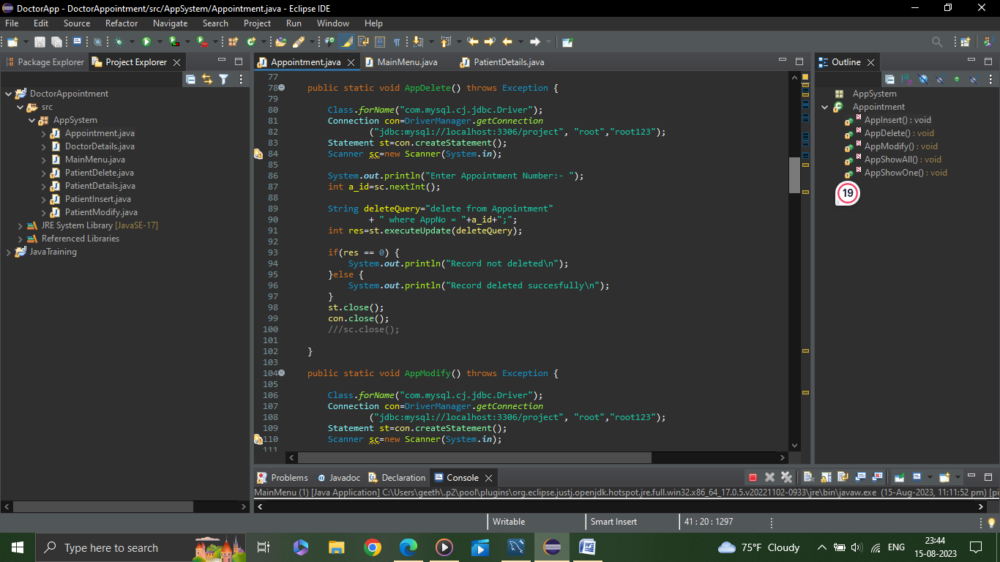 DoctorApp - DoctorAppointment/src/AppSystem/Appointment.java - Eclipse IDE
File Edit Source Refactor Navigate Search Project Run Window Help
Package Explorer Project Explorer
DoctorAppointment
src
AppSystem
Appointment.java
DoctorDetails.java
MainMenu.java
PatientDelete.java
PatientDetails.java
PatientInsert.java
PatientModify.java
JRE System Library [JavaSE-17]
Referenced Libraries
JavaTraining
Appointment.java MainMenu.java PatientDetails.java
77
78 public static void AppDelete() throws Exception {
79
80 Class.forName("com.mysql.cj.jdbc.Driver");
81 Connection con=DriverManager.getConnection
82 ("jdbc:mysql://localhost:3306/project", "root","root123");
83 Statement st=con.createStatement();
84 Scanner sc=new Scanner(System.in);
85
86 System.out.println("Enter Appointment Number:- ");
87 int a_id=sc.nextInt();
88
89 String deleteQuery="delete from Appointment"
90 + " where AppNo = "+a_id+";";
91 int res=st.executeUpdate(deleteQuery);
92
93 if(res == 0) {
94 System.out.println("Record not deleted\n");
95 }else {
96 System.out.println("Record deleted succesfully\n");
97 }
98 st.close();
99 con.close();
100 ///sc.close();
101
102 }
103
104 public static void AppModify() throws Exception {
105
106 Class.forName("com.mysql.cj.jdbc.Driver");
107 Connection con=DriverManager.getConnection
108 ("jdbc:mysql://localhost:3306/project", "root","root123");
109 Statement st=con.createStatement();
110 Scanner sc=new Scanner(System.in);
111
Outline
AppSystem
Appointment
AppInsert() : void
AppDelete() : void
AppModify() : void
AppShowAll() : void
AppShowOne() : void
19
Problems Javadoc Declaration Console
MainMenu (1) [Java Application] C:\Users\geeth\.p2\pool\plugins\org.eclipse.justj.openjdk.hotspot.jre.full.win32.x86_64_17.0.5.v20221102-0933\jre\bin\javaw.exe (15-Aug-2023, 11:11:52 pm) [pi
Writable Smart Insert 41 : 20 : 1297
Type here to search
75°F Cloudy
ENG
23:44
15-08-2023